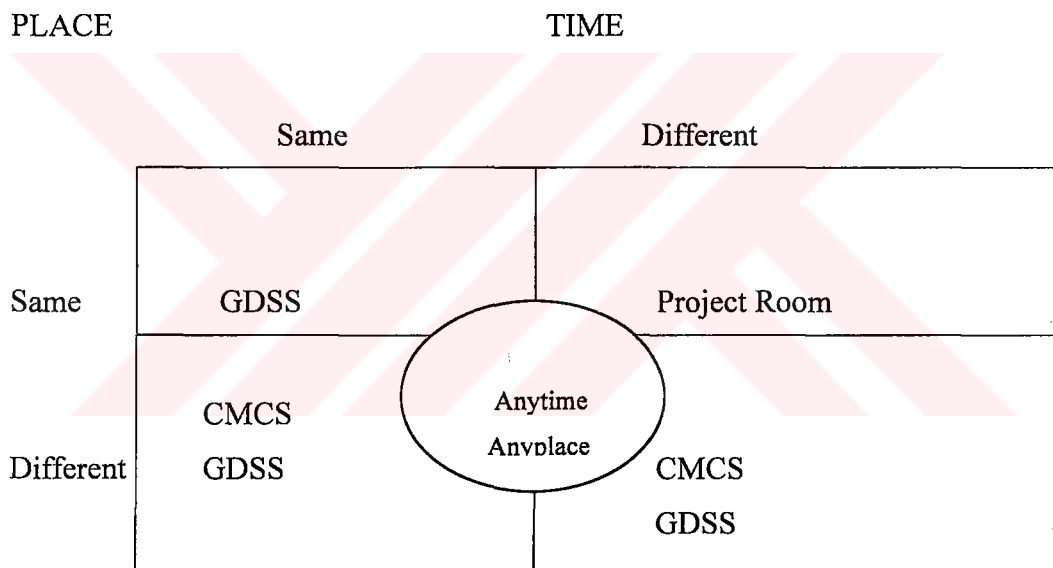 PLACE TIME
Same Different
Same GDSS Project Room
CMCS
Anytime
Anyplace
Different GDSS CMCS
GDSS